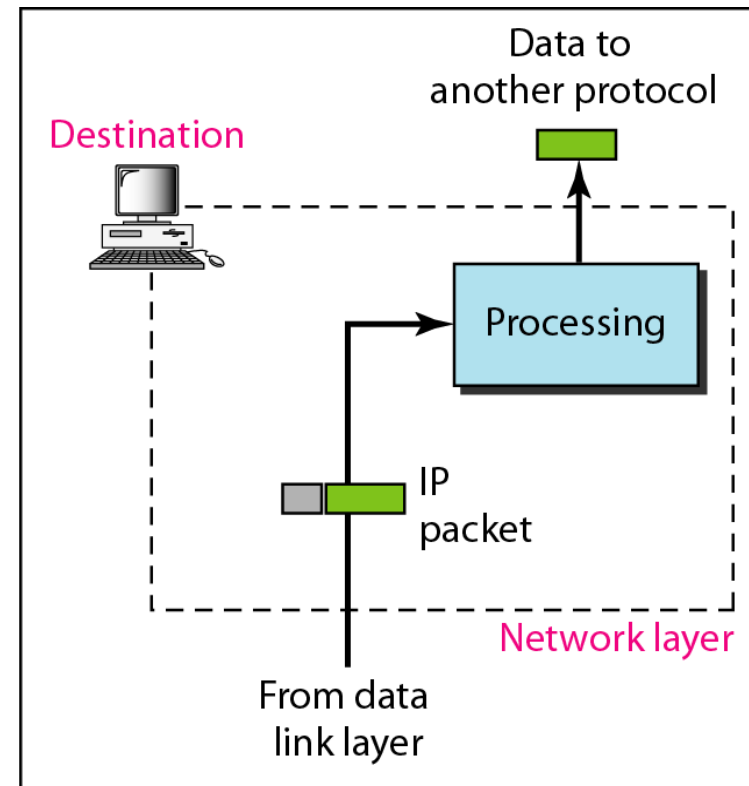 Data to
another protocol
Destination
Processing
IP
packet
Network layer
From data
link layer